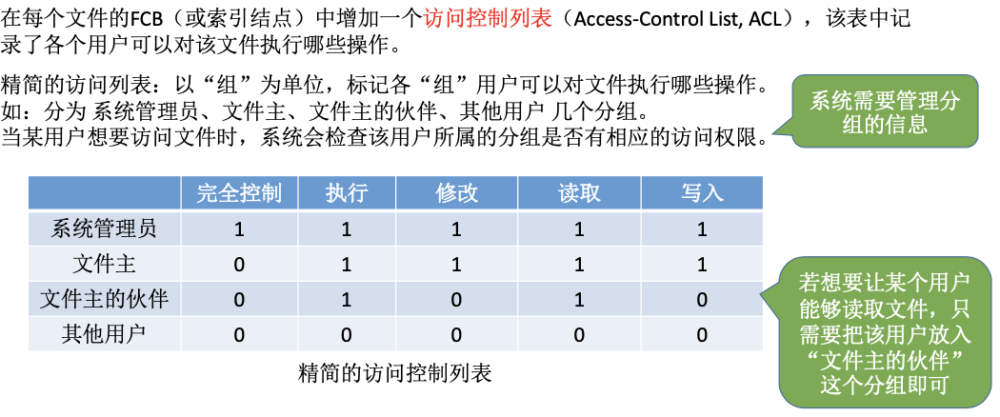 在每个文件的FCB（或索引结点）中增加一个访问控制列表（Access-Control List, ACL），该表中记
录了各个用户可以对该文件执行哪些操作。
精简的访问列表：以“组”为单位，标记各“组”用户可以对文件执行哪些操作。
如：分为 系统管理员、文件主、文件主的伙伴、其他用户 几个分组。
当某用户想要访问文件时，系统会检查该用户所属的分组是否有相应的访问权限。
系统需要管理分
组的信息
完全控制 执行 修改 读取 写入
系统管理员 1 1 1 1 1
文件主 0 1 1 1 1
文件主的伙伴 0 1 0 1 0
其他用户 0 0 0 0 0
精简的访问控制列表
若想要让某个用户
能够读取文件，只
需要把该用户放入
“文件主的伙伴”
这个分组即可